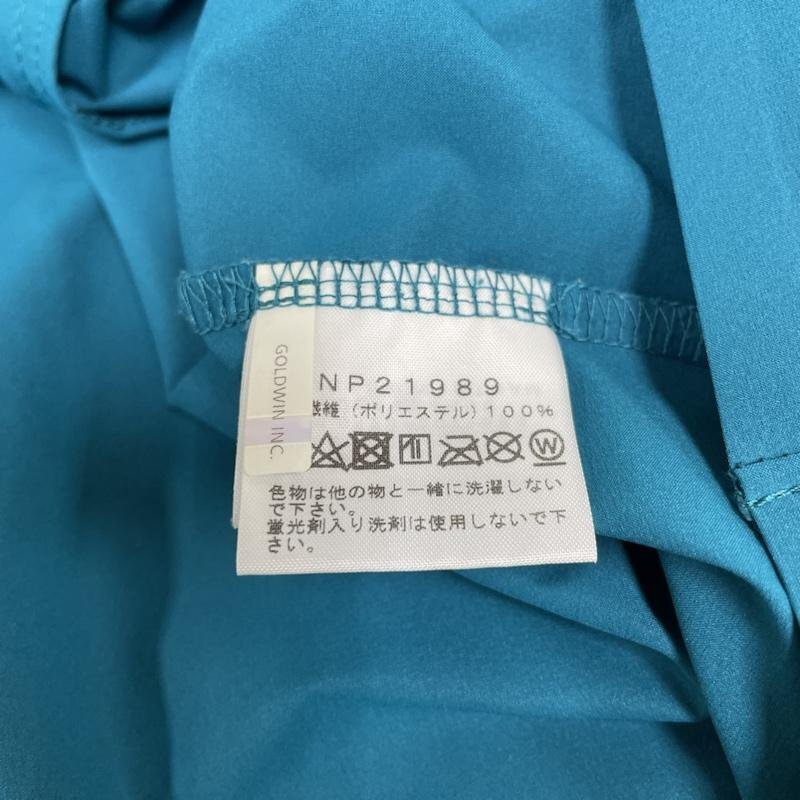 GOLDWIN INC.
NP21989
繊維 (ポリエステル) 100%
W
色物は他の物と一緒に洗濯しない
で下さい。
蛍光剤入り洗剤は使用しないで下
さい。